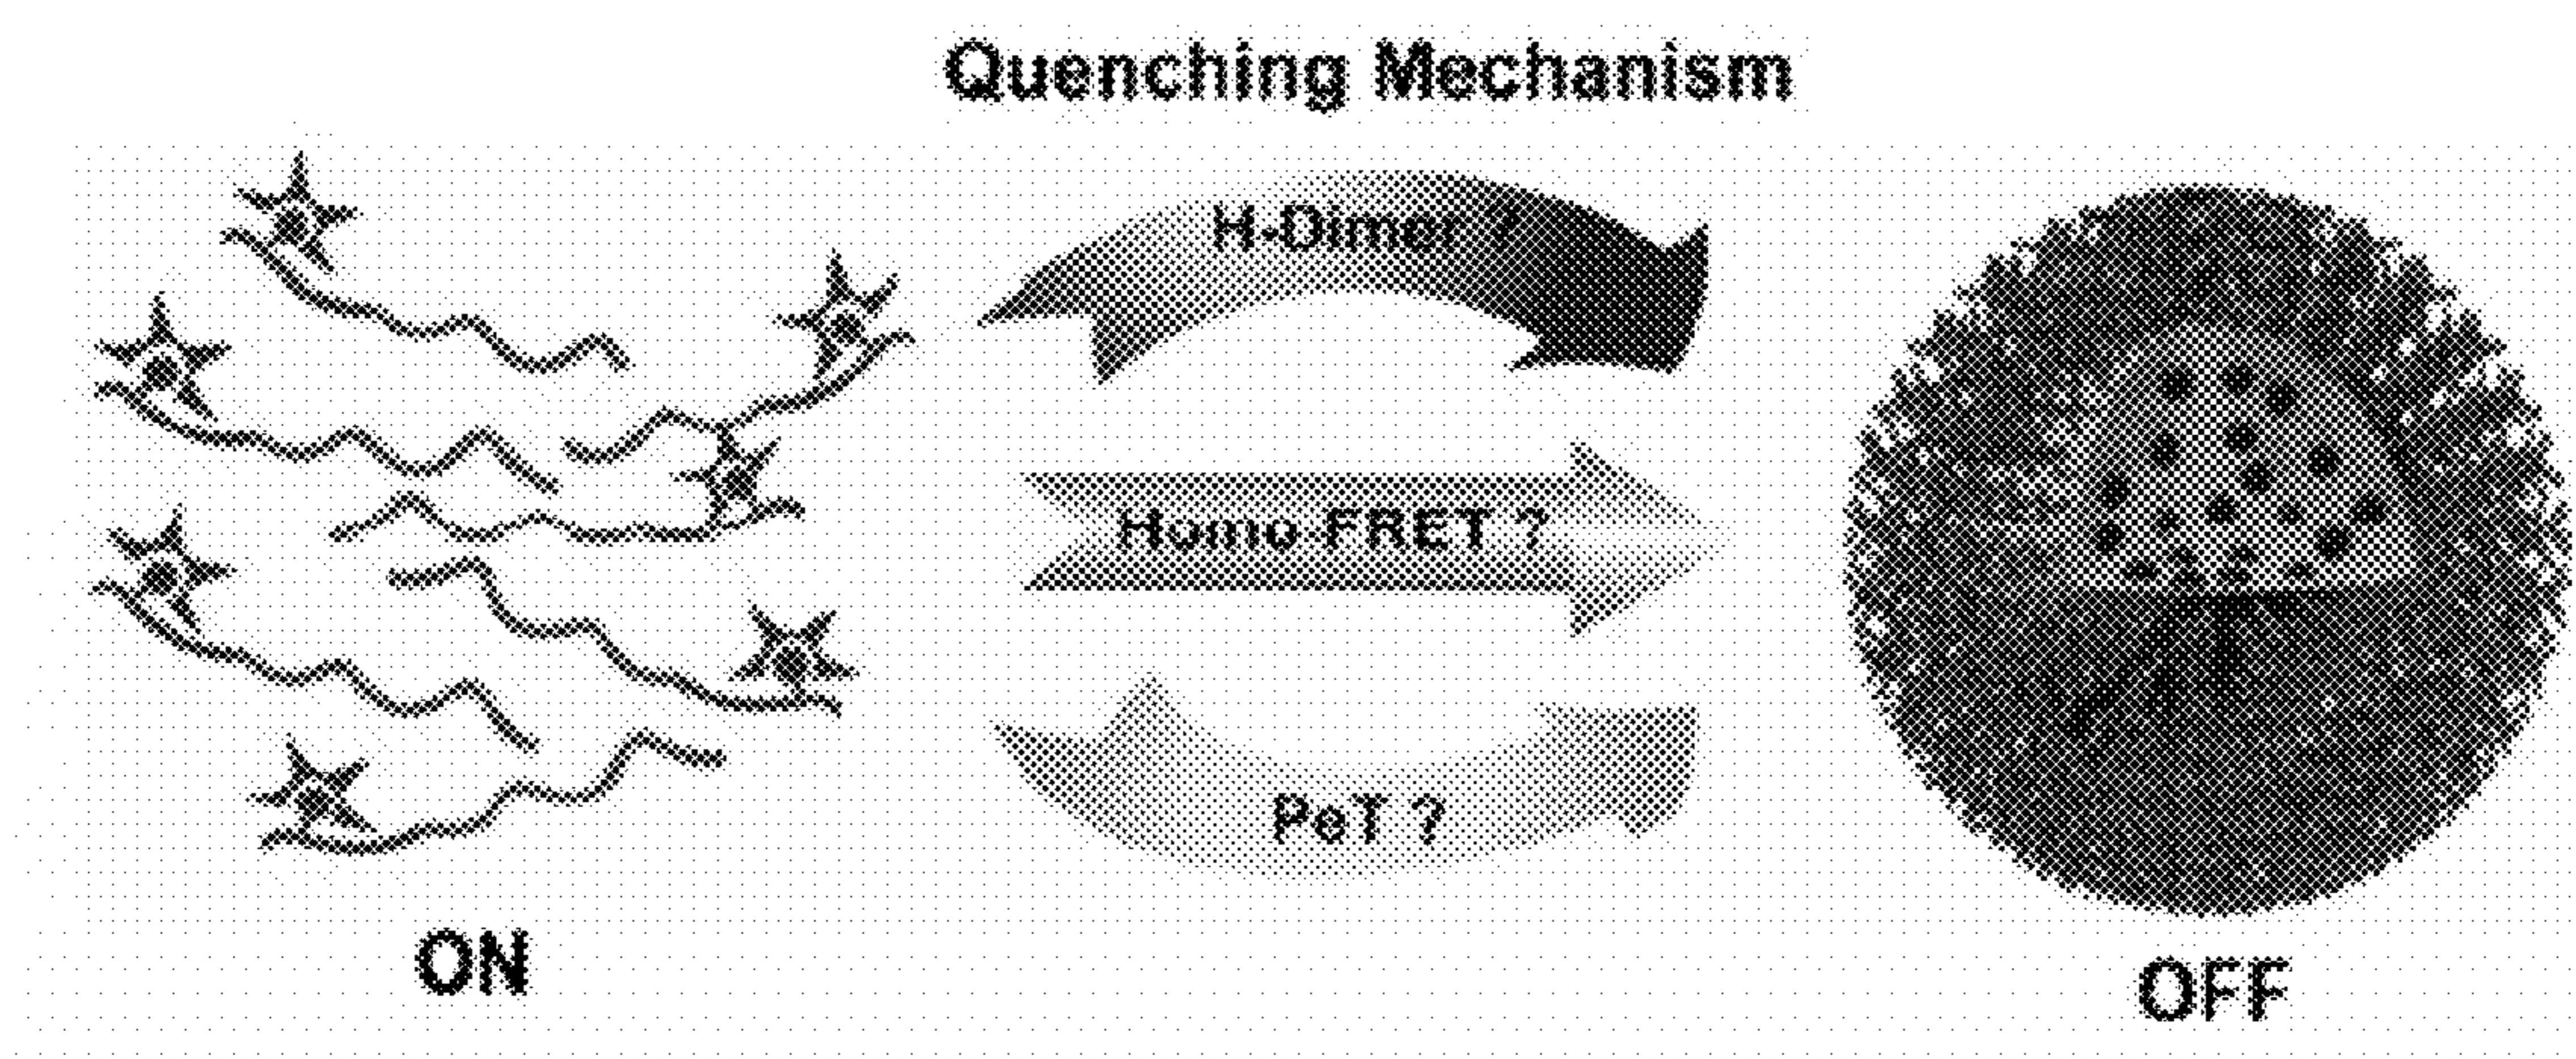 Quenching Mechanism
H-Dimer ?
Homo-FRET ?
PeT ?
ON
OFF